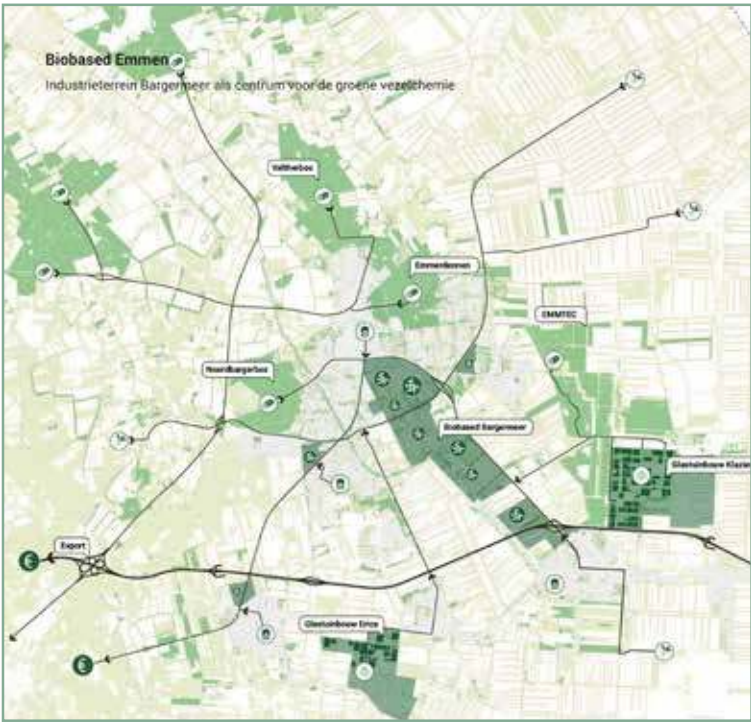 Biobased Emmen
Industrieterrein Bargermeer als centrum voor de groene vezelchemie
Valtherbos
Emmerdennen
EMMTEC
Noordbargerbos
Biobased Bargermeer
Glastuinbouw
Export
Glastuinbouw Erica